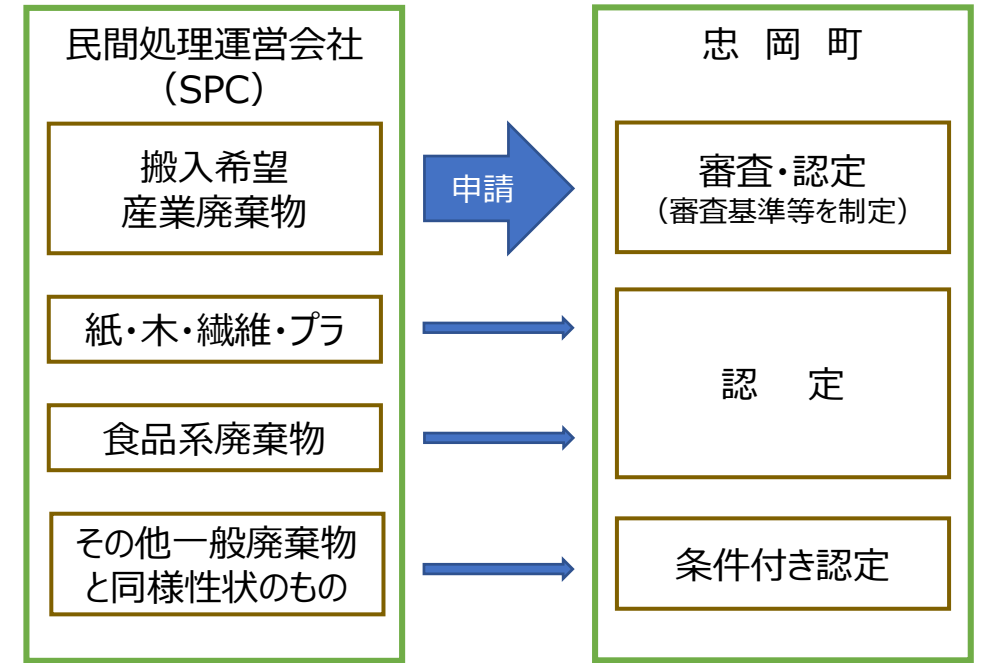 民間処理運営会社
（SPC）
搬入希望
産業廃棄物
紙・木・繊維・プラ
食品系廃棄物
その他一般廃棄物
と同様性状のもの
申請
忠 岡 町
審査・認定
（審査基準等を制定）
認 定
条件付き認定